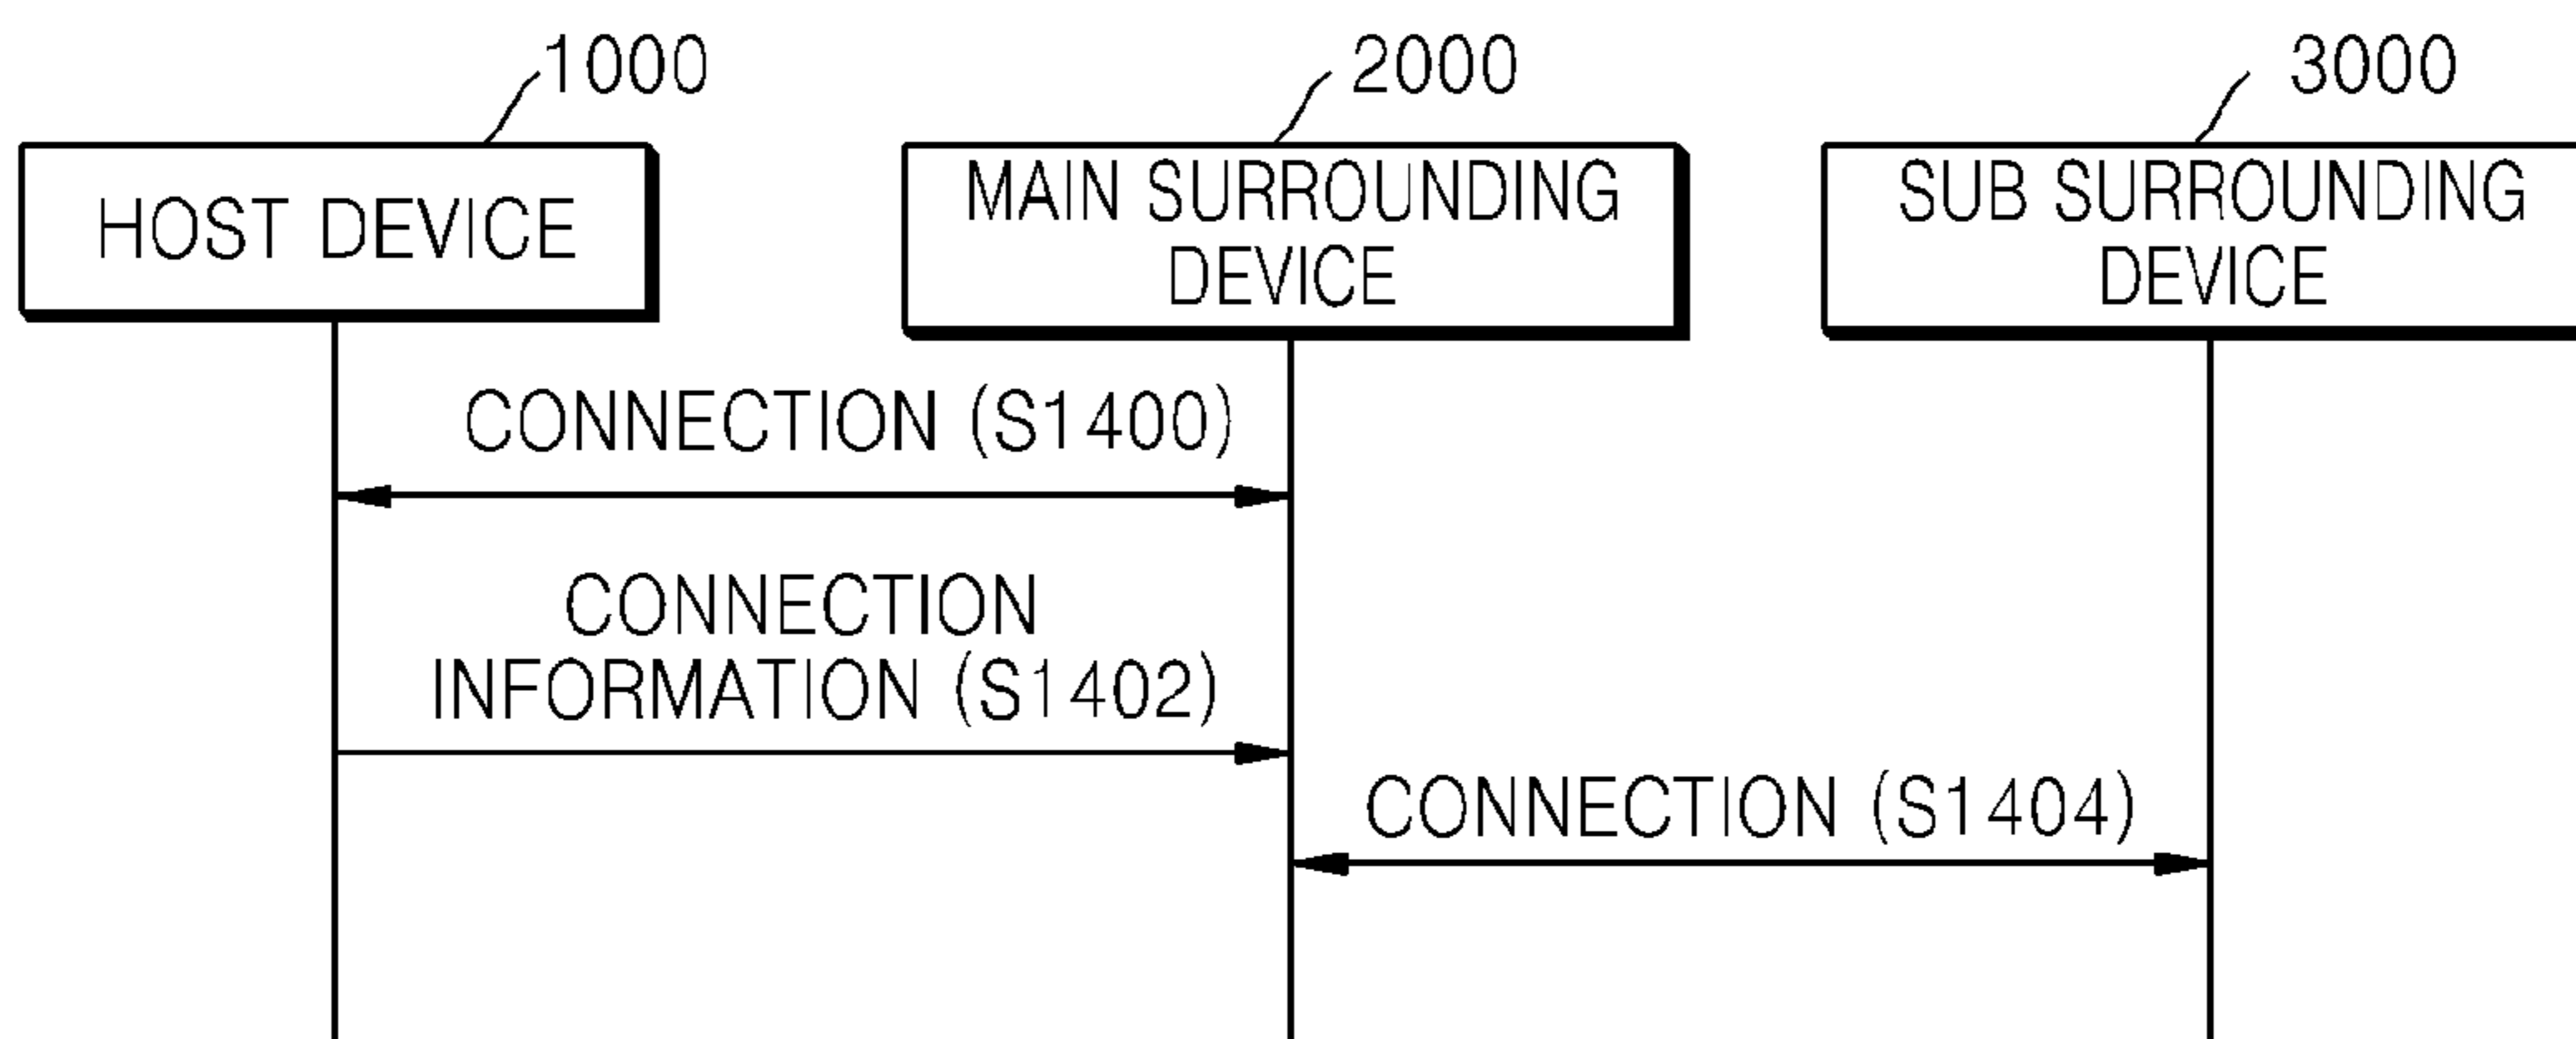 1000
2000
3000
HOST DEVICE
MAIN SURROUNDING
DEVICE
SUB SURROUNDING
DEVICE
CONNECTION (S1400)
CONNECTION
INFORMATION (S1402)
CONNECTION (S1404)